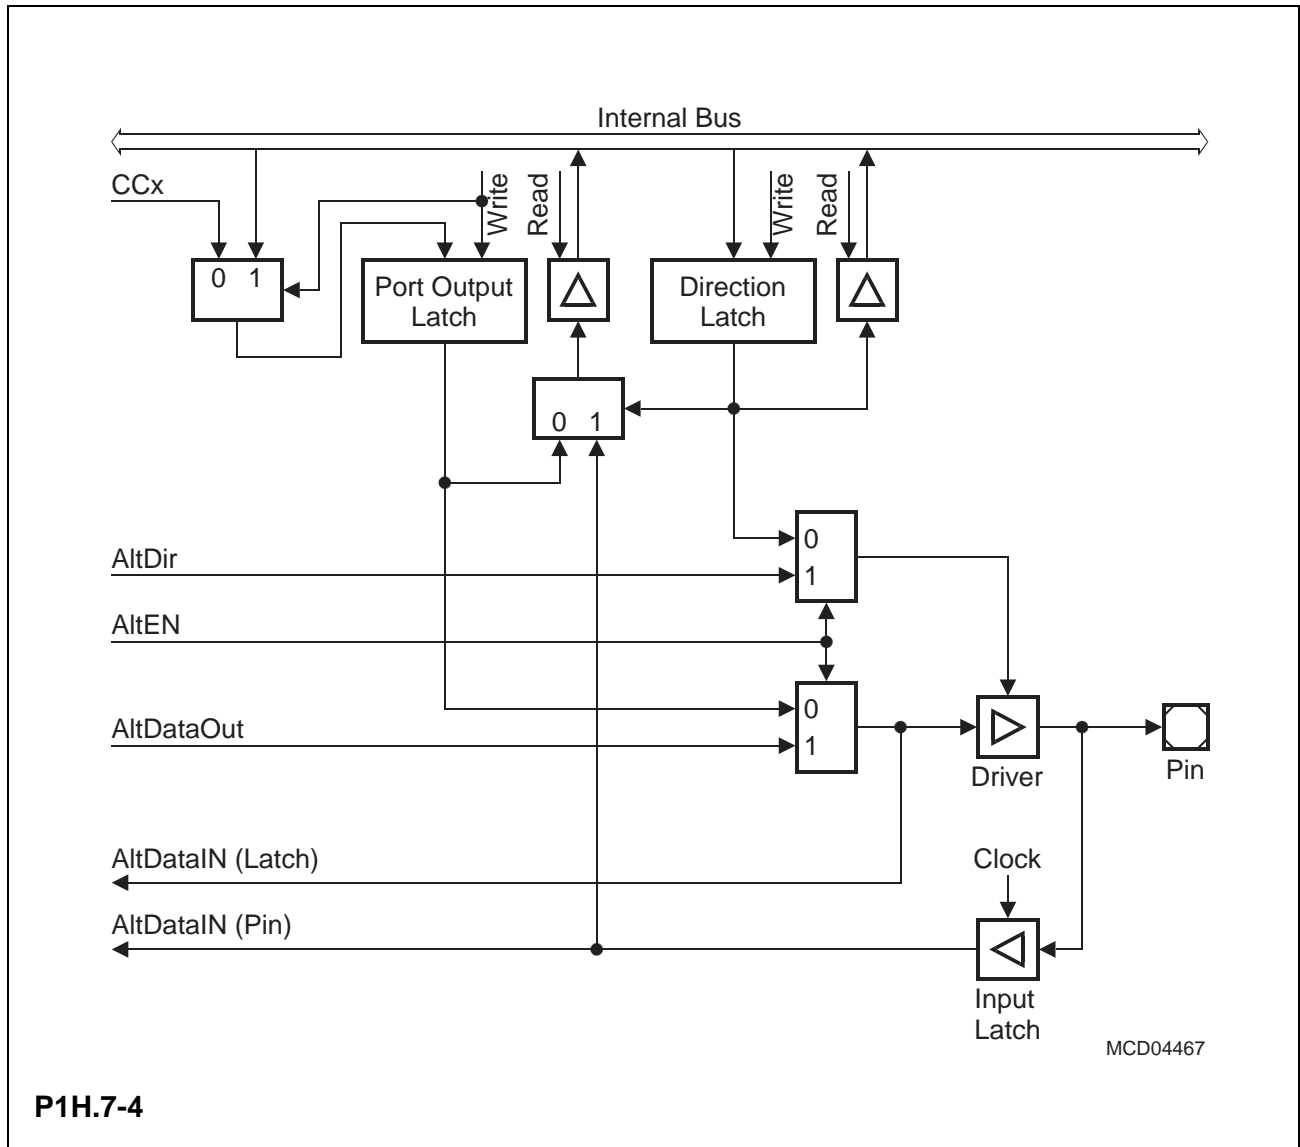 Internal Bus
CCx
Write
Read
Write
Read
0 1
Port Output
Latch
Direction
Latch
0 1
AltDir
0
1
AltEN
AltDataOut
0
1
Driver
Pin
AltDataIN (Latch)
Clock
AltDataIN (Pin)
Input
Latch
MCD04467
P1H.7-4